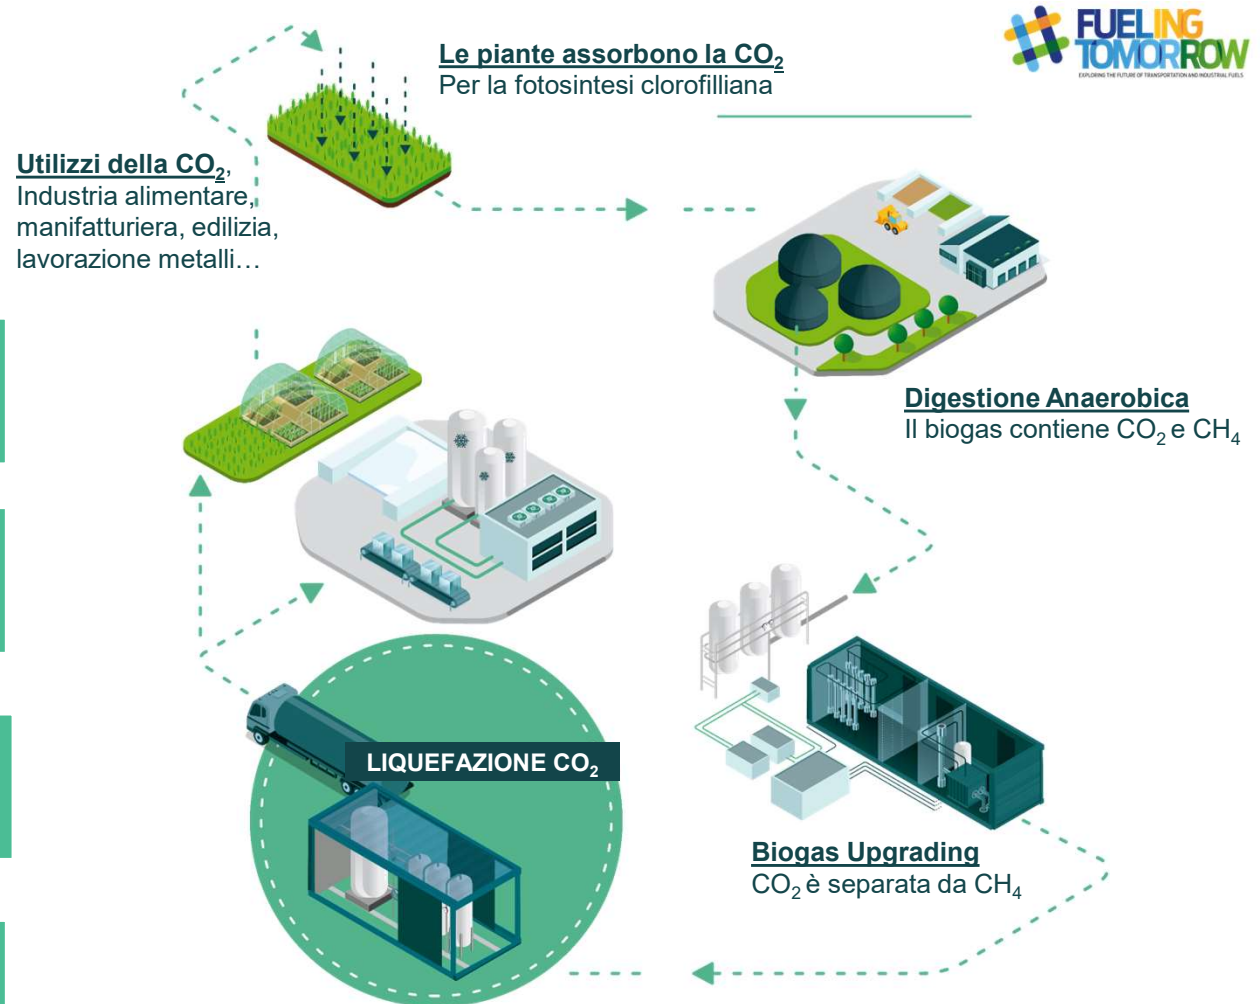 FUELING
TOMORROW
EXPLORING THE FUTURE OF TRANSPORTATION AND INDUSTRIAL FUELS
Le piante assorbono la CO₂
Per la fotosintesi clorofilliana
Utilizzi della CO₂,
Industria alimentare,
manifatturiera, edilizia,
lavorazione metalli…
Digestione Anaerobica
Il biogas contiene CO₂ e CH₄
LIQUEFAZIONE CO₂
Biogas Upgrading
CO₂ è separata da CH₄